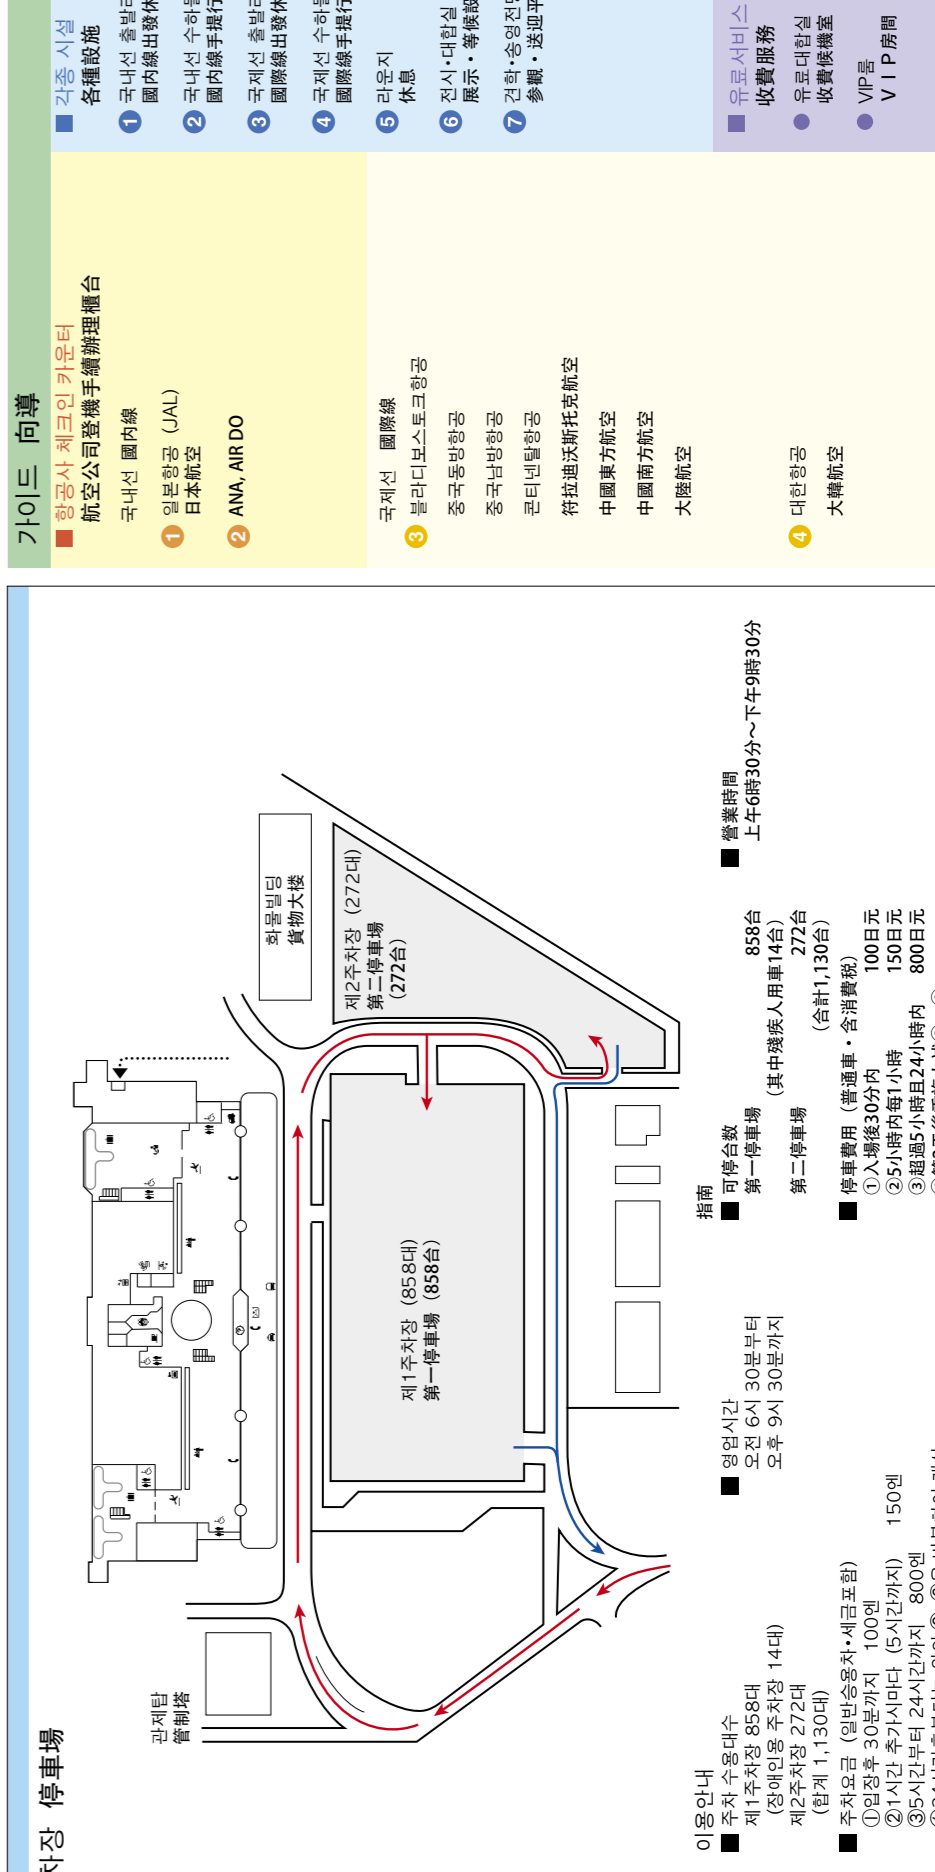 차장 停車場
관제탑
管制塔
화물빌딩
貨物大楼
제2주차장 (272대)
第二停車場
(272台)
제1주차장 (858대)
第一停車場 (858台)
이용안내
■ 주차 수용대수
제1주차장 858대
(장애인용 주차장 14대)
제2주차장 272대
(합계 1,130대)
■ 주차요금 (일반승용차•세금포함)
①입장후 30분까지 100엔
②1시간 추가시마다 (5시간까지) 150엔
③5시간부터 24시간까지 800엔
■ 영업시간
오전 6시 30분부터
오후 9시 30분까지
指南
■ 可停台数
第一停車場 858台
(其中殘疾人用車14台)
第二停車場 272台
(合計1,130台)
■ 停車費用 (普通車・含消費税)
①入場後30分内 100日元
②5小時内每1小時 150日元
③超過5小時且24小時内 800日元
■ 營業時間
上午6時30分～下午9時30分
가이드 向導
■ 항공사 체크인 카운터
航空公司登機手續辦理櫃台
국내선 國内線
1 일본항공 (JAL)
日本航空
2 ANA, AIR DO
국제선 國際線
3 블라디보스토크항공
중국동방항공
중국남방항공
콘티넨탈항공
符拉迪沃斯托克航空
中國東方航空
中國南方航空
大陸航空
4 대한항공
大韓航空
■ 각종 시설
各種設施
1 국내선 출발
國内線出發
2 국내선 수하
國内線手提行
3 국제선 출발
國際線出發
4 국제선 수하
國際線手提行
5 라운지
休息
6 전시•대합실
展示・等候設
7 견학•송영전
參觀・送迎平
■ 유료서비스
收費服務
● 유료대합실
收費候機室
● VIP룸
ＶＩＰ房間